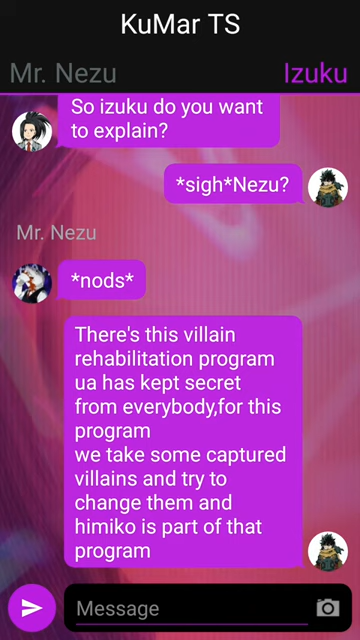 KuMar TS
Mr. Nezu Izuku
So izuku do you want
to explain?
*sigh*Nezu?
Mr. Nezu
*nods*
There's this villain
rehabilitation program
ua has kept secret
from everybody,for this
program
we take some captured
villains and try to
change them and
himiko is part of that
program
Message